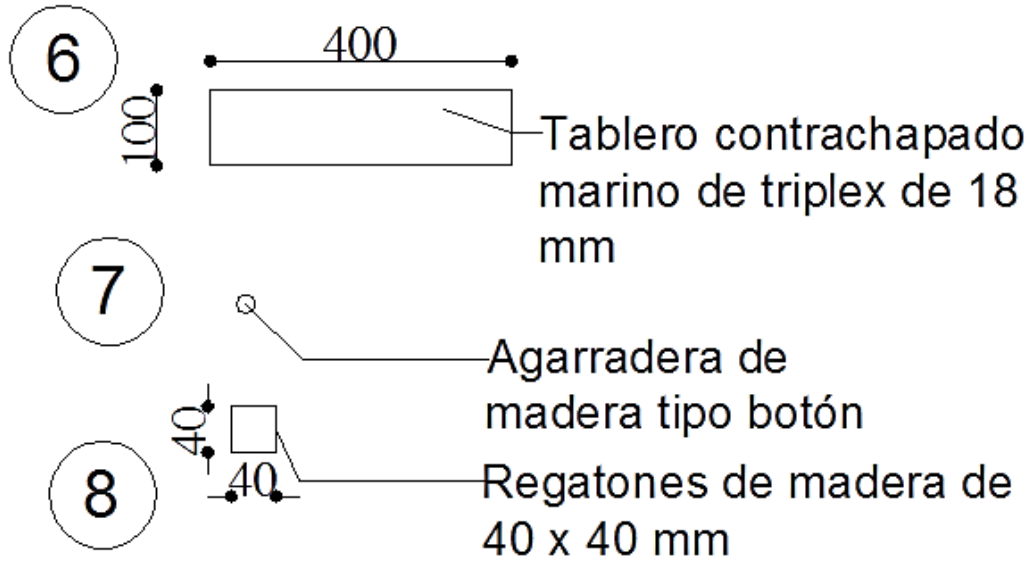 6
400
100
Tablero contrachapado
marino de triplex de 18
mm
7
Agarradera de
madera tipo botón
40
8
40
Regatones de madera de
40 x 40 mm